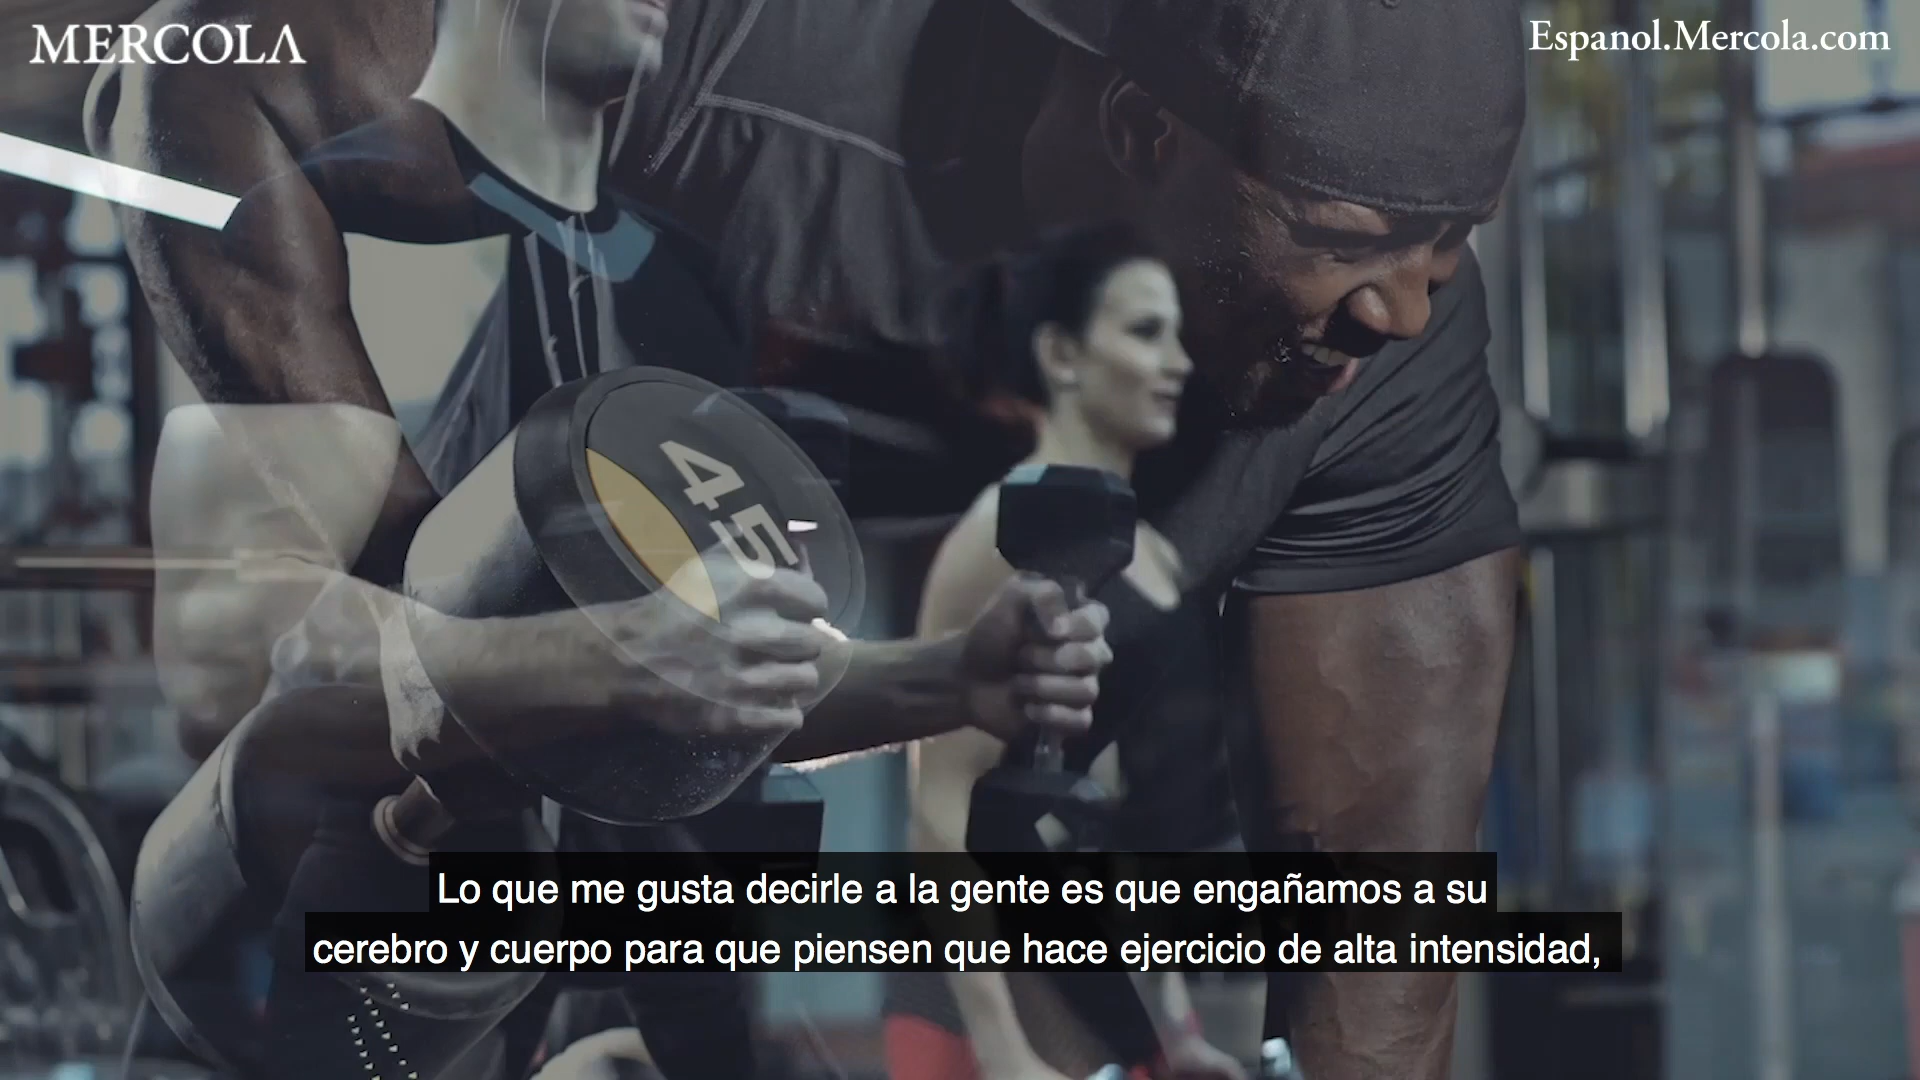 MERCOLA
Espanol.Mercola.com
45
Lo que me gusta decirle a la gente es que engañamos a su
cerebro y cuerpo para que piensen que hace ejercicio de alta intensidad,